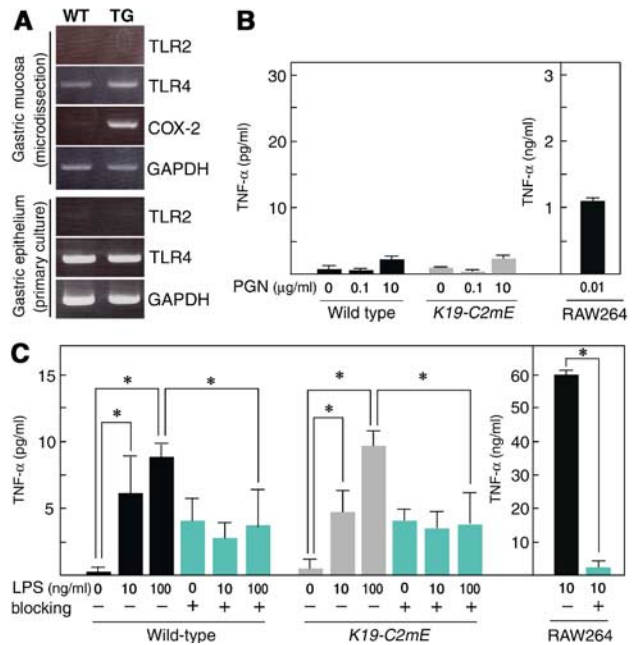 A
WT TG
Gastric mucosa
(microdissection)
TLR2
TLR4
COX-2
GAPDH
Gastric epithelium
(primary culture)
TLR2
TLR4
GAPDH
B
TNF-α (pg/ml)
30
20
10
TNF-α (ng/ml)
3
2
1
PGN (μg/ml) 0 0.1 10 0 0.1 10 0.01
Wild type K19-C2mE RAW264
C
TNF-α (pg/ml)
15
10
5
* * *
* * *
TNF-α (ng/ml)
60
50
40
30
20
10
*
LPS (ng/ml) 0 10 100 0 10 100 0 10 100 0 10 100 10 10
blocking − − − + + + − − − + + + − +
Wild-type K19-C2mE RAW264